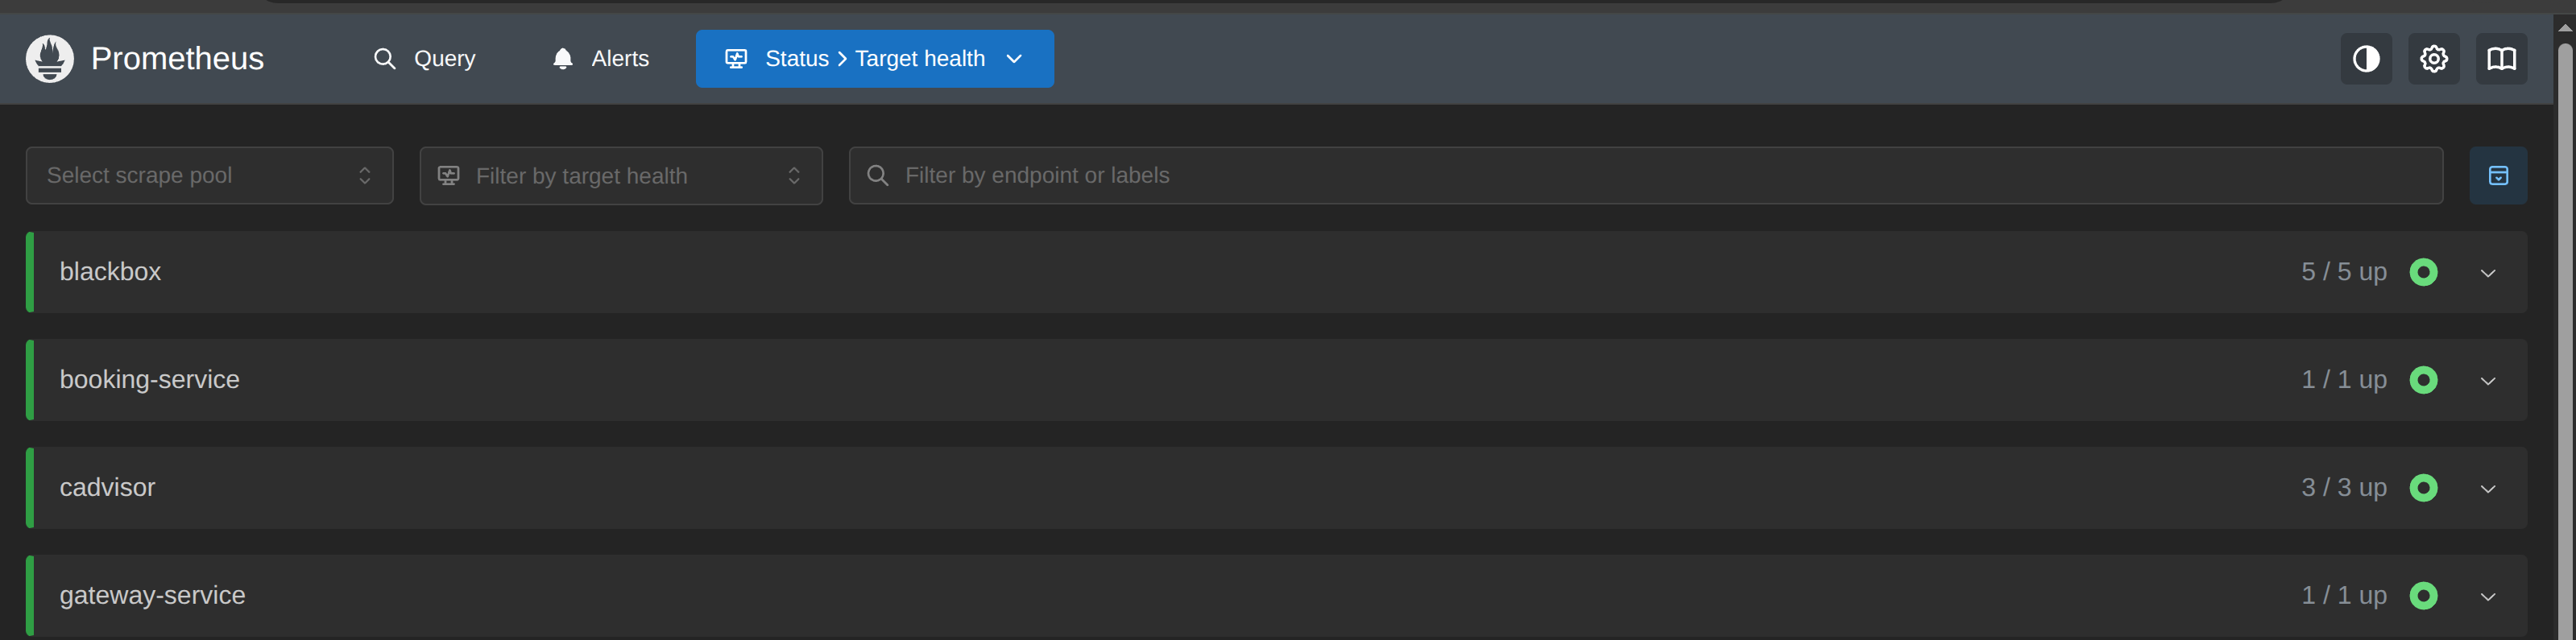 Prometheus Query Alerts Status > Target health
Select scrape pool Filter by target health Filter by endpoint or labels
blackbox 5 / 5 up
booking-service 1 / 1 up
cadvisor 3 / 3 up
gateway-service 1 / 1 up